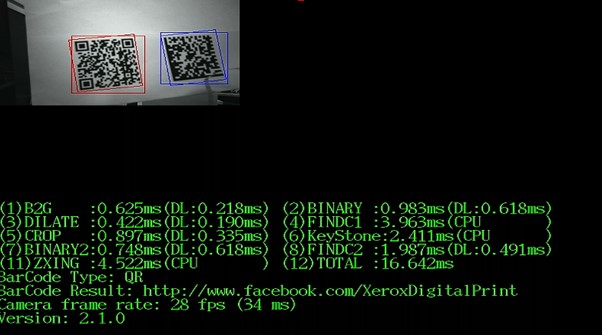 (1)B2G :0.625ms(DL:0.218ms) (2)BINARY :0.983ms(DL:0.618ms)
(3)DILATE :0.422ms(DL:0.190ms) (4)FINDC1 :3.963ms(CPU )
(5)CROP :0.897ms(DL:0.335ms) (6)KeyStone:2.411ms(CPU )
(7)BINARY2:0.748ms(DL:0.618ms) (8)FINDC2 :1.987ms(DL:0.491ms)
(11)ZXING :4.522ms(CPU ) (12)TOTAL :16.642ms
BarCode Type: QR
BarCode Result: http://www.facebook.com/XeroxDigitalPrint
Camera frame rate: 28 fps (34 ms)
Version: 2.1.0